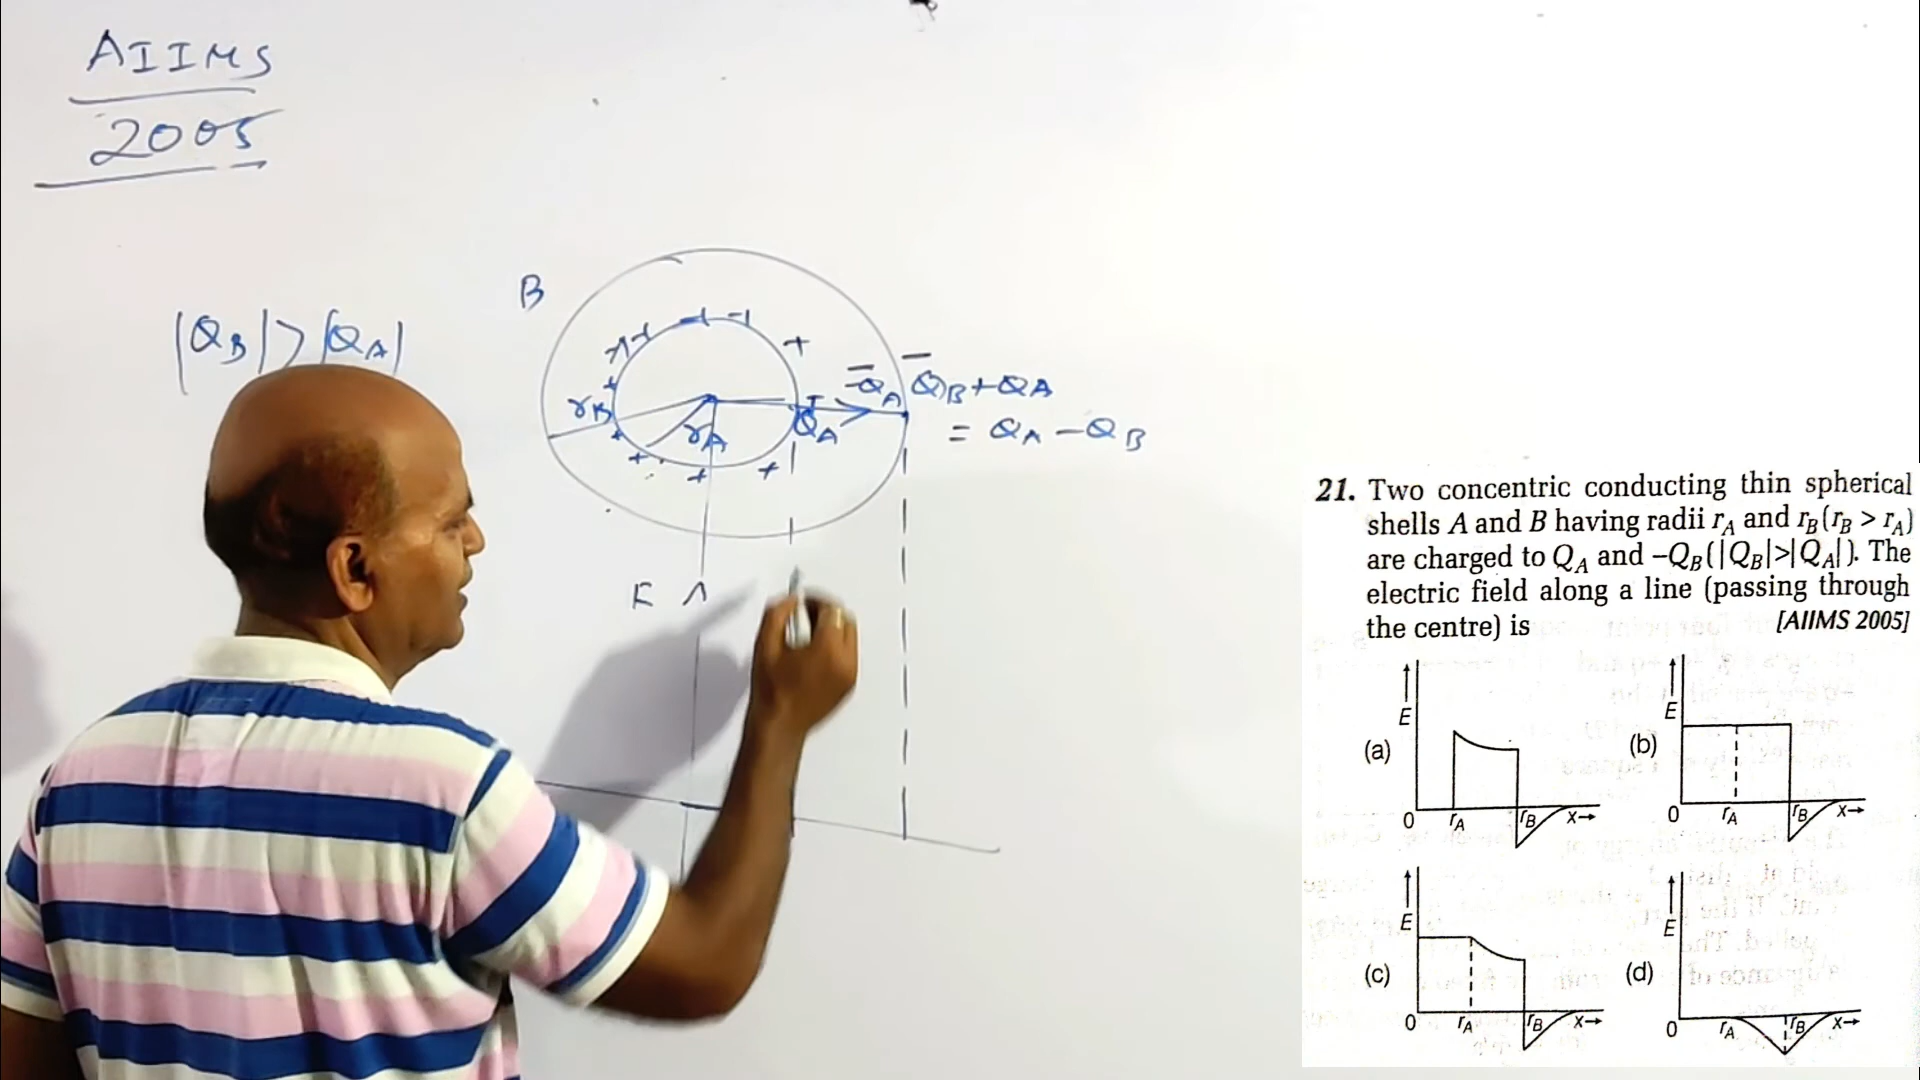 AIIMS
2005
|QB| > |QA|
B
rB
rA
QA
-QA
-QB + QA
= QA - QB
E
21. Two concentric conducting thin spherical
shells A and B having radii rA and rB (rB > rA)
are charged to QA and -QB (|QB|>|QA|). The
electric field along a line (passing through
the centre) is [AIIMS 2005]
(a) E 0 rA rB x→
(b) E 0 rA rB x→
(c) E 0 rA rB x→
(d) E 0 rA rB x→